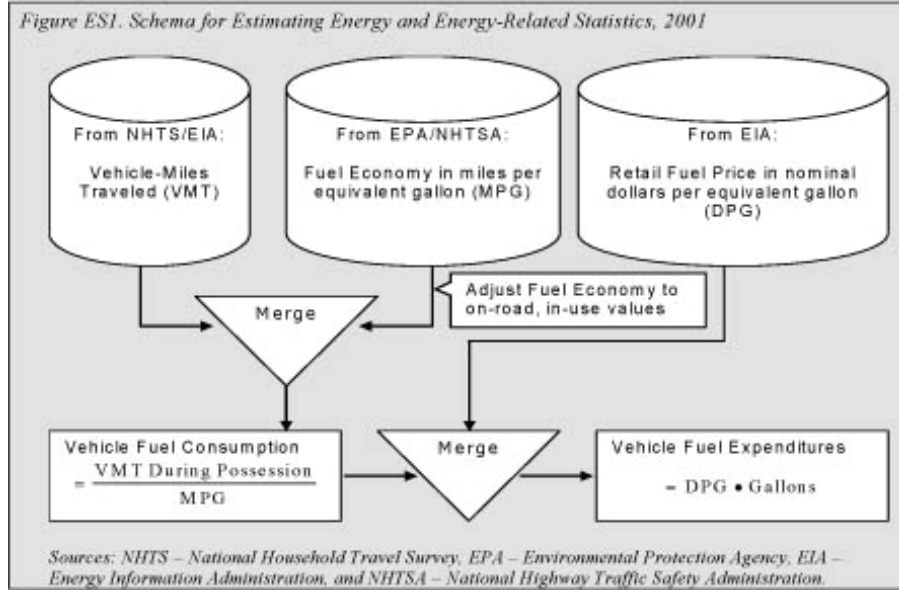 Figure ES1. Schema for Estimating Energy and Energy-Related Statistics, 2001
From NHTS/EIA:
Vehicle-Miles
Traveled (VMT)
From EPA/NHTSA:
Fuel Economy in miles per
equivalent gallon (MPG)
From EIA:
Retail Fuel Price in nominal
dollars per equivalent gallon
(DPG)
Adjust Fuel Economy to
on-road, in-use values
Merge
Vehicle Fuel Consumption
= VMT During Possession
MPG
Merge
Vehicle Fuel Expenditures
= DPG • Gallons
Sources: NHTS – National Household Travel Survey, EPA – Environmental Protection Agency, EIA –
Energy Information Administration, and NHTSA – National Highway Traffic Safety Administration.